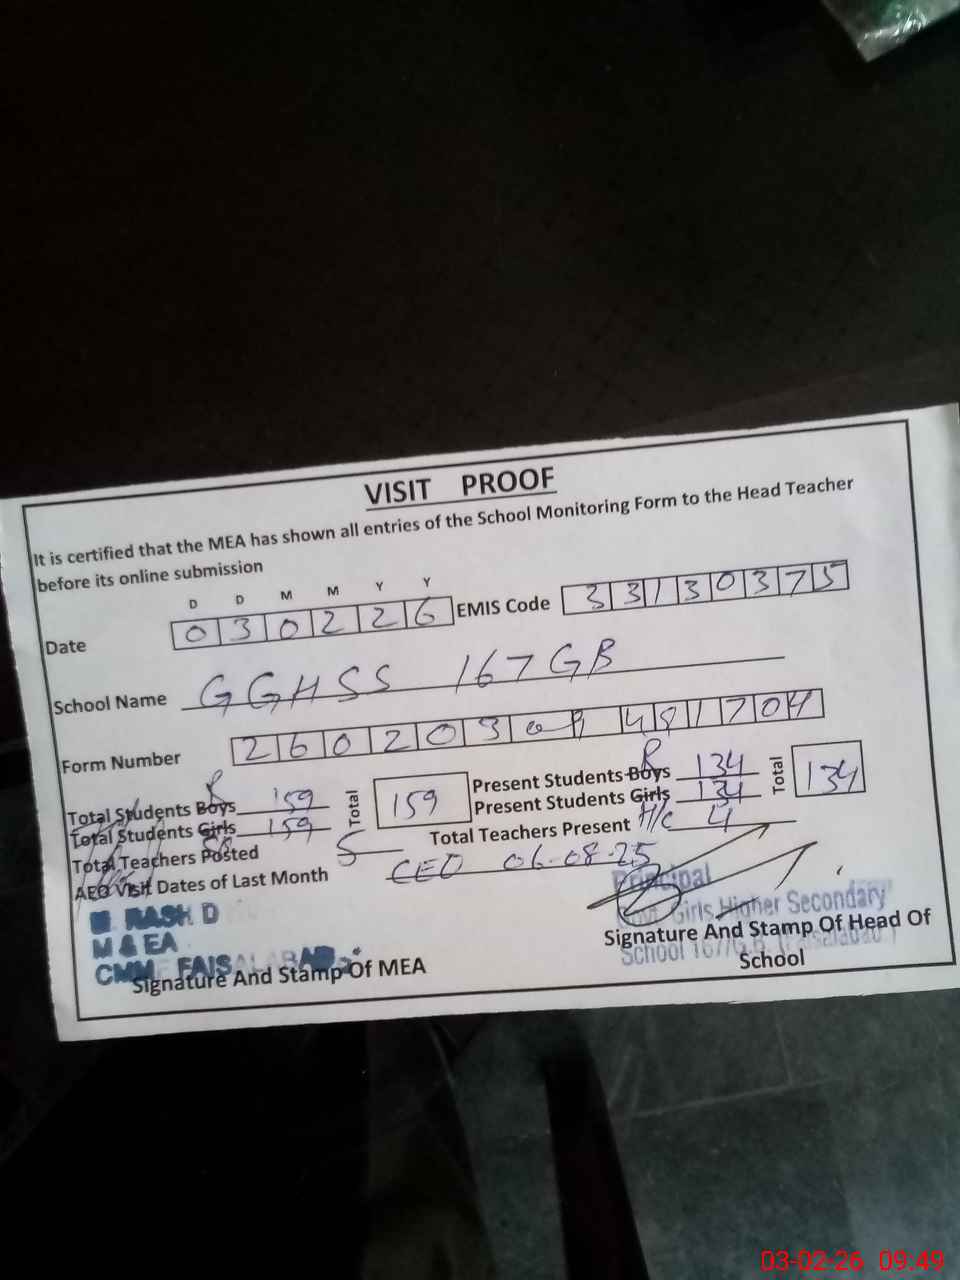 VISIT PROOF
It is certified that the MEA has shown all entries of the School Monitoring Form to the Head Teacher
before its online submission
D D M M Y Y
Date 0 3 0 2 2 6 EMIS Code 3 3 1 3 0 3 7 5
School Name GGHSS 167 GB
Form Number 2 6 0 2 0 3 0 4 8 1 7 0 4
Total Students Boys 159 Total 159 Present Students Boys 134 Total 134
Total Students Girls 159 Present Students Girls 134
Total Teachers Posted 5 Total Teachers Present H/C 4
AEO Visit Dates of Last Month CEO 06-08-25
M & EA
CMM FAISALABAD
Signature And Stamp Of MEA
Principal
Govt. Girls Higher Secondary
School 167/G.B. (Faisalabad)
Signature And Stamp Of Head Of
School
03-02-26 09:49